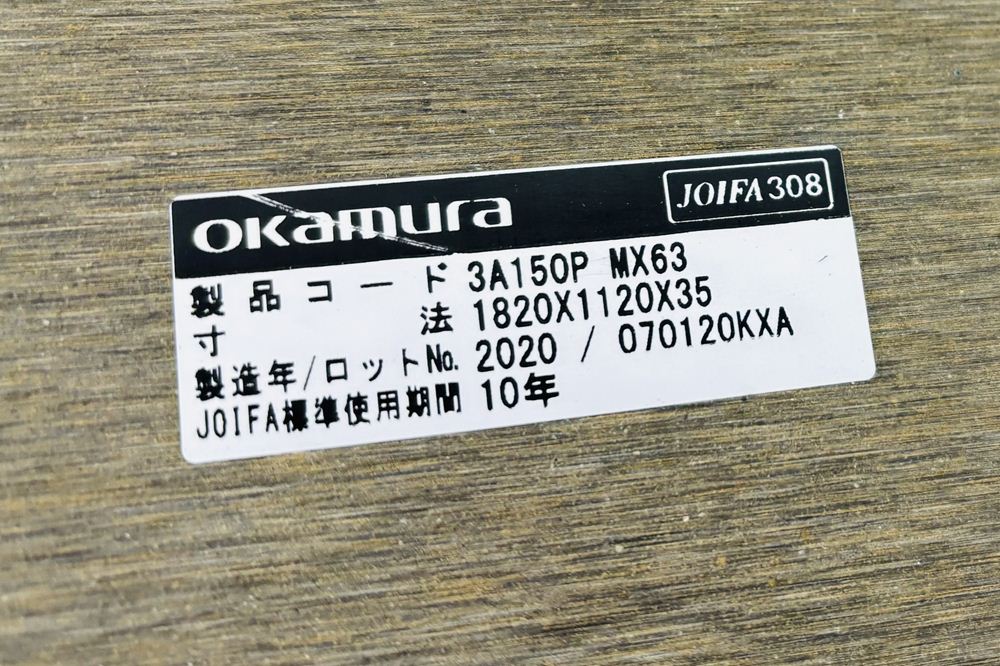 okamura JOIFA308
製品コード 3A150P MX63
寸法 1820X1120X35
製造年/ロットNo. 2020 / 070120KXA
JOIFA標準使用期間 10年